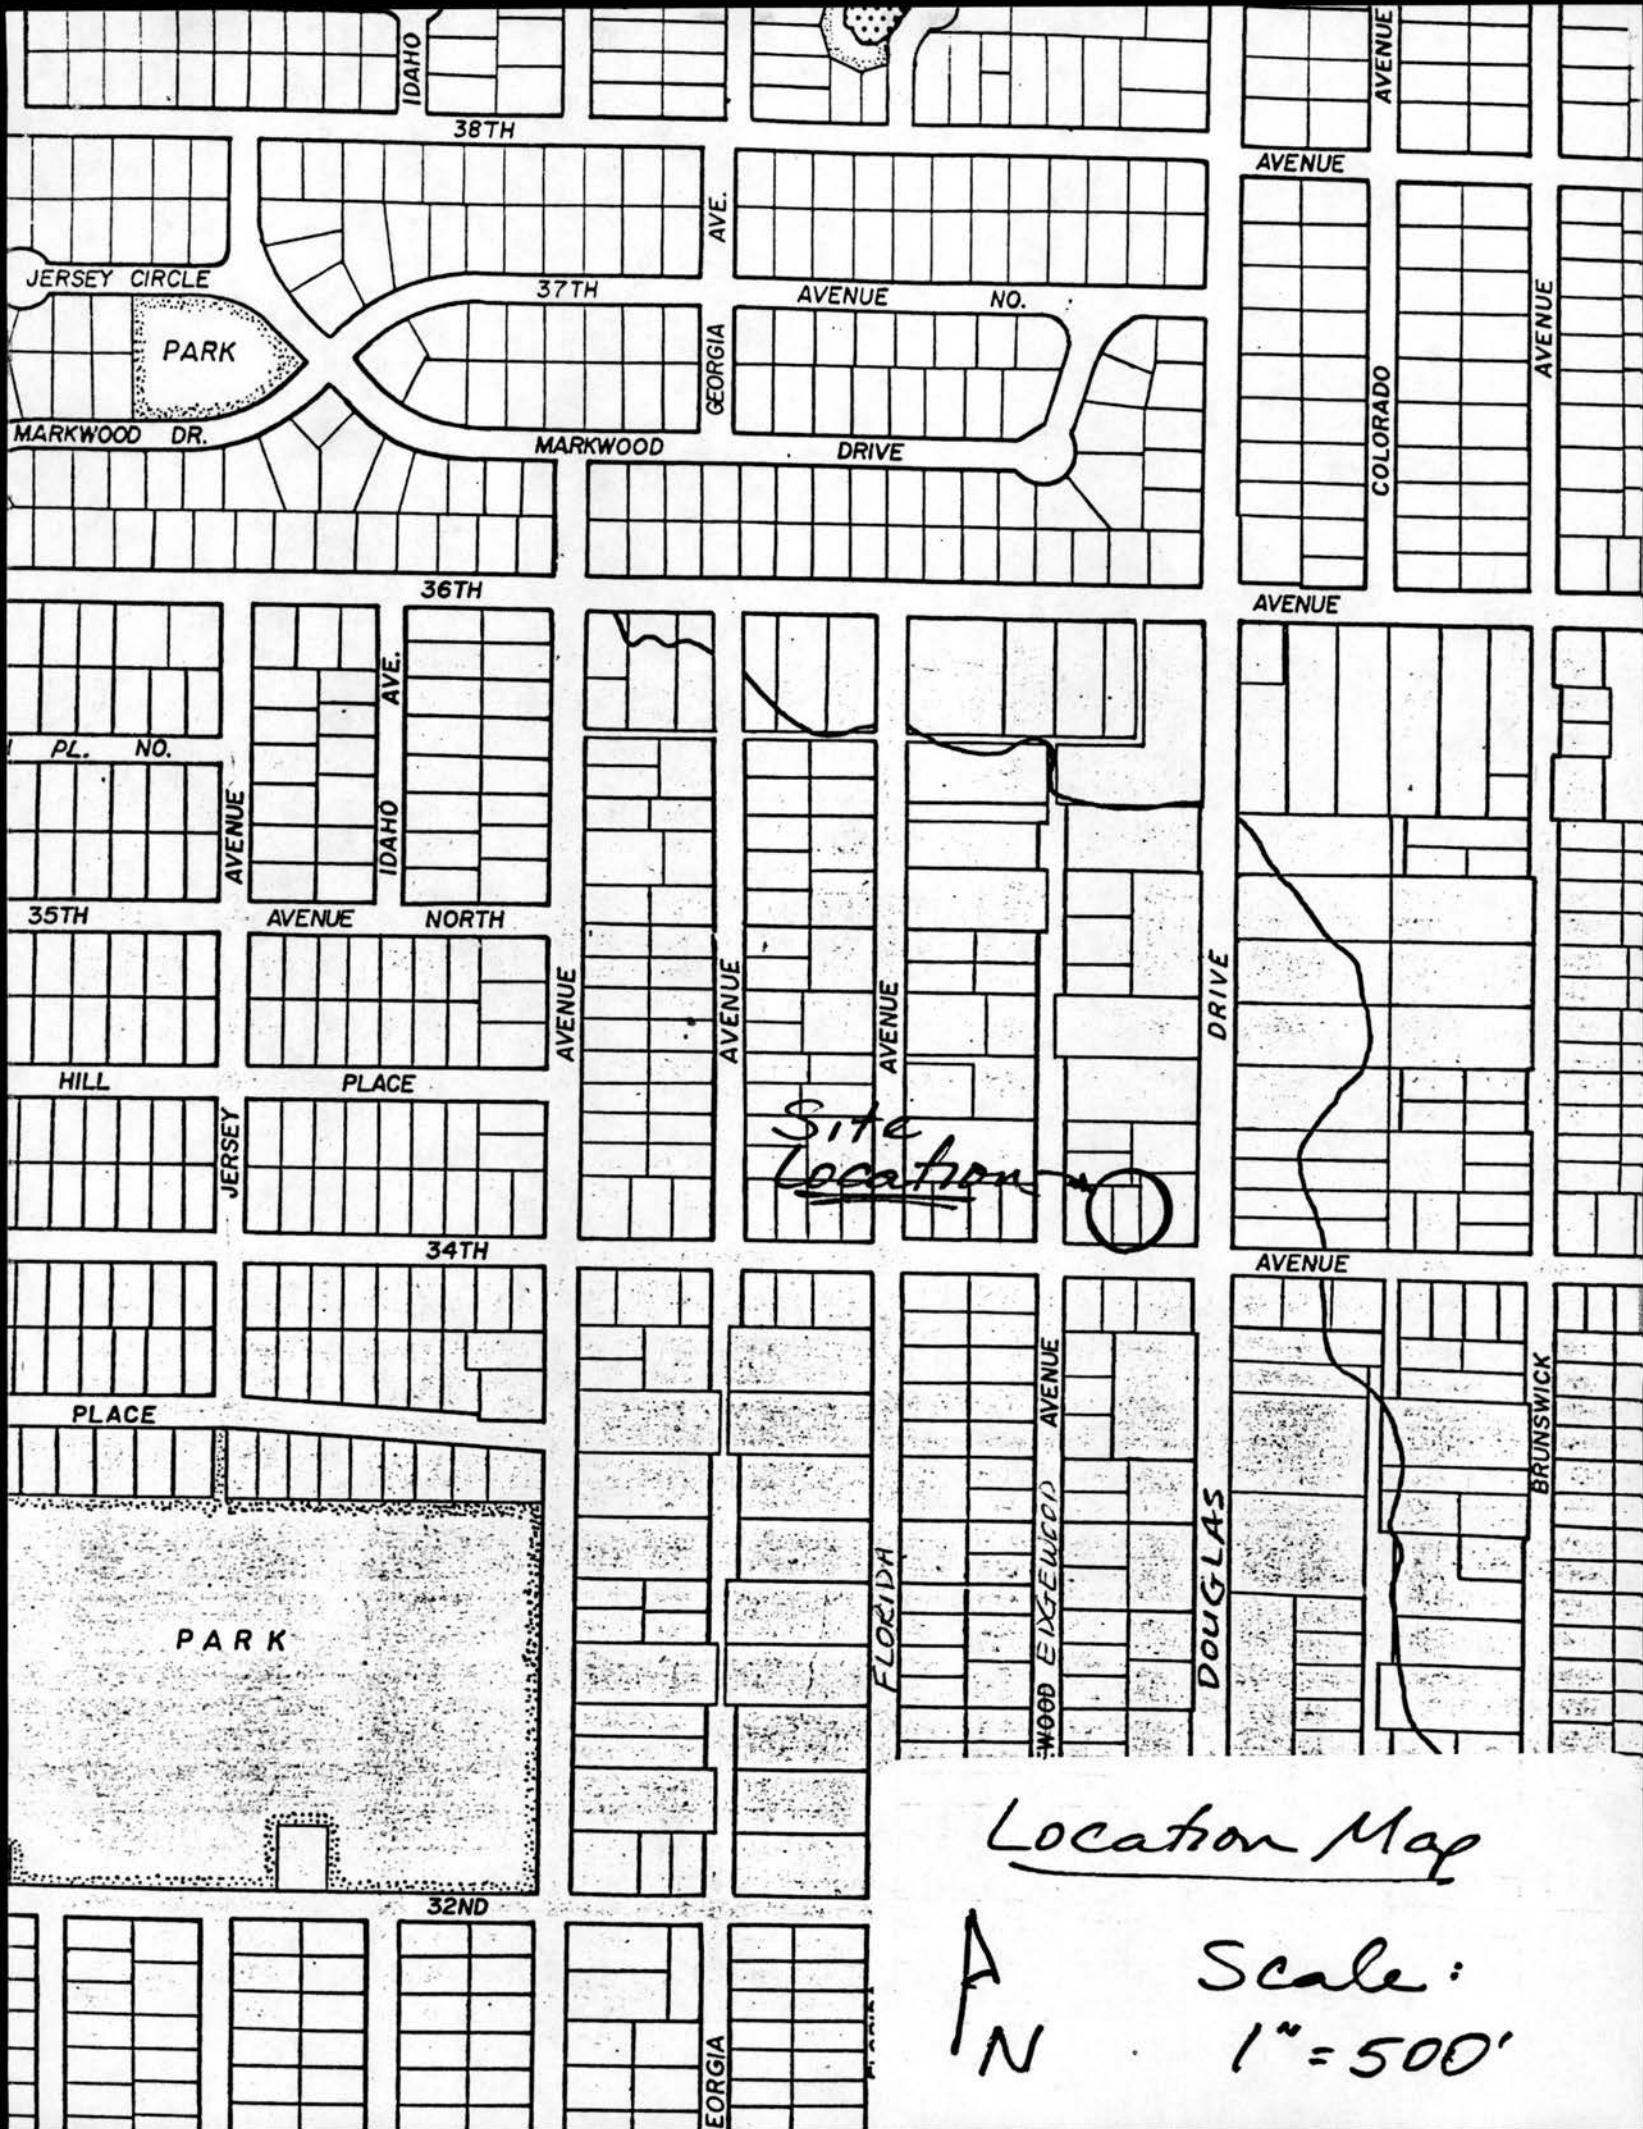 IDAHO
AVENUE
38TH
AVENUE
AVE.
JERSEY CIRCLE
37TH
AVENUE NO.
AVENUE
PARK
GEORGIA
COLORADO
MARKWOOD DR.
MARKWOOD
DRIVE
36TH
AVENUE
AVE.
PL. NO.
AVENUE
IDAHO
35TH
AVENUE NORTH
AVENUE
AVENUE
AVENUE
DRIVE
HILL
PLACE
JERSEY
Site
Location
34TH
AVENUE
AVENUE
BRUNSWICK
PLACE
FLORIDA
WOOD EDGEWOOD
DOUGLAS
PARK
Location Map
32ND
N
Scale:
1"=500'
EORGIA